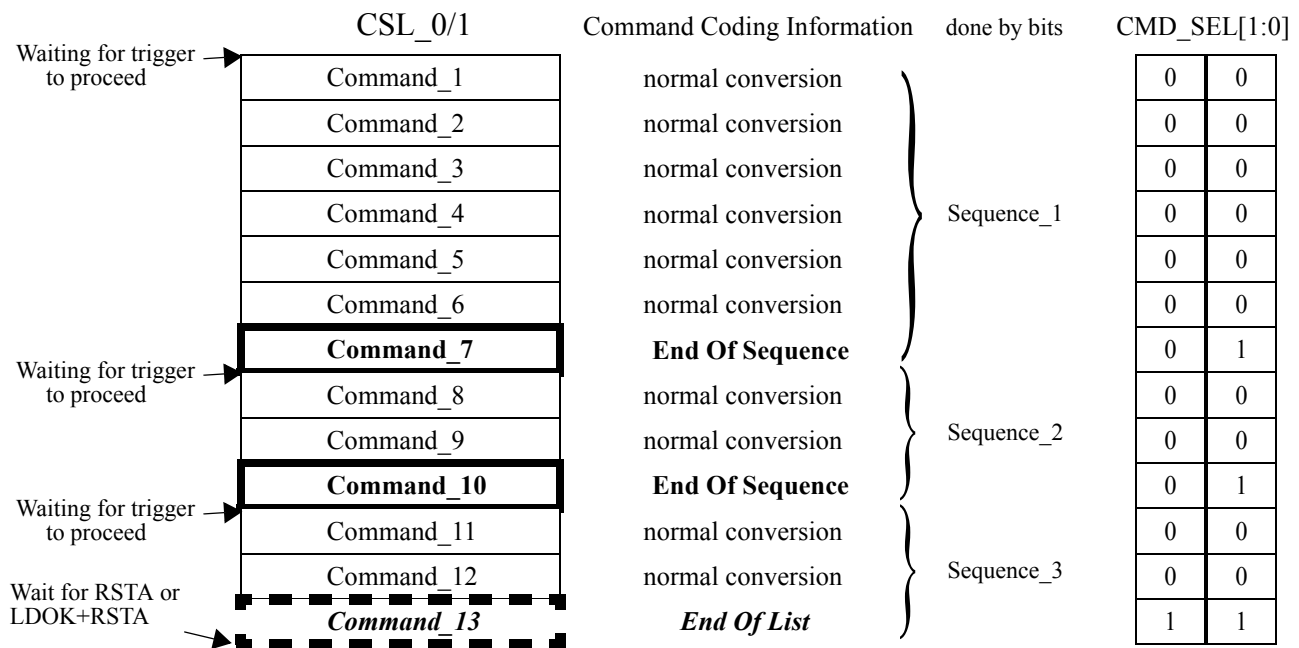 CSL_0/1 Command Coding Information done by bits CMD_SEL[1:0]
Waiting for trigger
to proceed
Command_1 normal conversion 0 0
Command_2 normal conversion 0 0
Command_3 normal conversion 0 0
Command_4 normal conversion Sequence_1 0 0
Command_5 normal conversion 0 0
Command_6 normal conversion 0 0
Command_7 End Of Sequence 0 1
Waiting for trigger
to proceed
Command_8 normal conversion 0 0
Command_9 normal conversion Sequence_2 0 0
Command_10 End Of Sequence 0 1
Waiting for trigger
to proceed
Command_11 normal conversion 0 0
Command_12 normal conversion Sequence_3 0 0
Wait for RSTA or
LDOK+RSTA
Command_13 End Of List 1 1